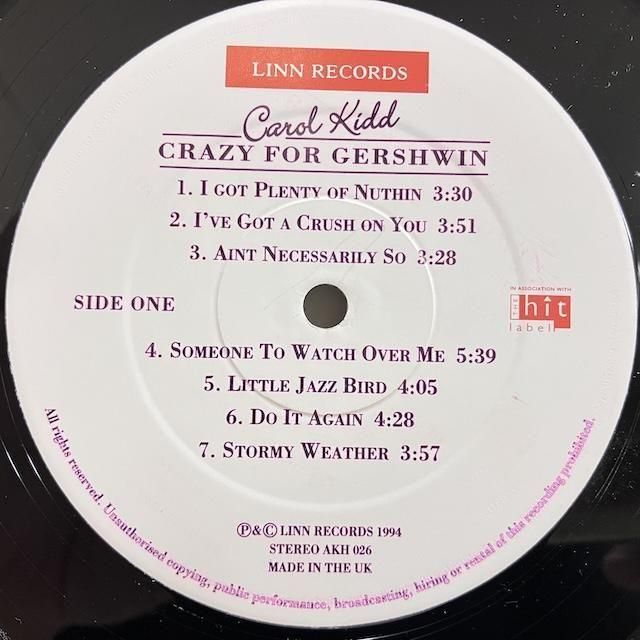 LINN RECORDS
Carol Kidd
CRAZY FOR GERSHWIN
1. I GOT PLENTY OF NUTHIN 3:30
2. I'VE GOT A CRUSH ON YOU 3:51
3. AINT NECESSARILY SO 3:28
SIDE ONE
IN ASSOCIATION WITH
THE hit
label
4. SOMEONE TO WATCH OVER ME 5:39
5. LITTLE JAZZ BIRD 4:05
6. DO IT AGAIN 4:28
7. STORMY WEATHER 3:57
Ⓟ&Ⓒ LINN RECORDS 1994
STEREO AKH 026
MADE IN THE UK
All rights reserved. Unauthorised copying, public performance, broadcasting, hiring or rental of this recording prohibited.